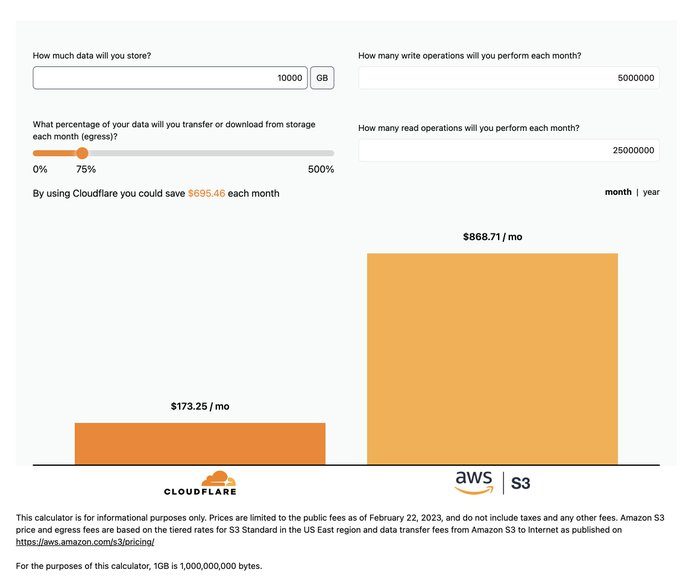 How much data will you store?
10000 GB
How many write operations will you perform each month?
5000000
What percentage of your data will you transfer or download from storage
each month (egress)?
0% 75% 500%
How many read operations will you perform each month?
25000000
By using Cloudflare you could save $695.46 each month
month | year
$868.71 / mo
$173.25 / mo
CLOUDFLARE
aws | S3
This calculator is for informational purposes only. Prices are limited to the public fees as of February 22, 2023, and do not include taxes and any other fees. Amazon S3
price and egress fees are based on the tiered rates for S3 Standard in the US East region and data transfer fees from Amazon S3 to Internet as published on
https://aws.amazon.com/s3/pricing/
For the purposes of this calculator, 1GB is 1,000,000,000 bytes.